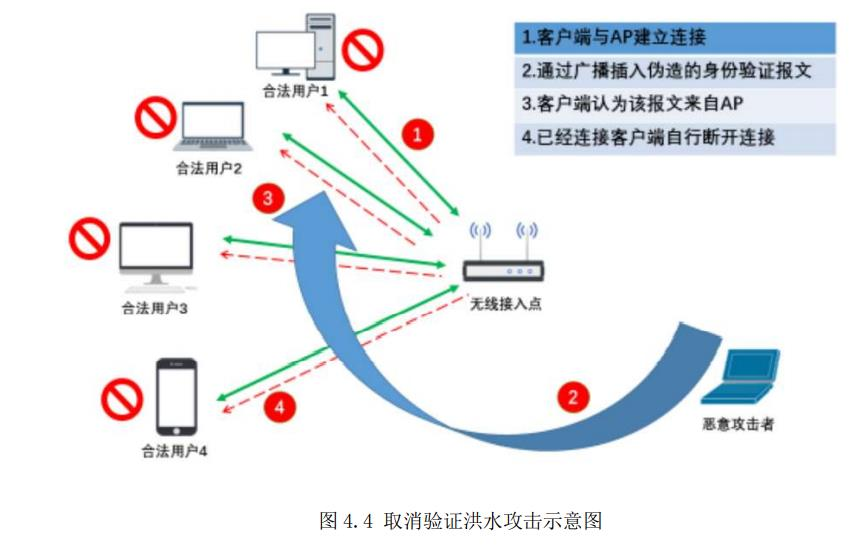 合法用户1
合法用户2
合法用户3
合法用户4
1
3
4
2
1.客户端与AP建立连接
2.通过广播插入伪造的身份验证报文
3.客户端认为该报文来自AP
4.已经连接客户端自行断开连接
无线接入点
恶意攻击者
图 4.4 取消验证洪水攻击示意图